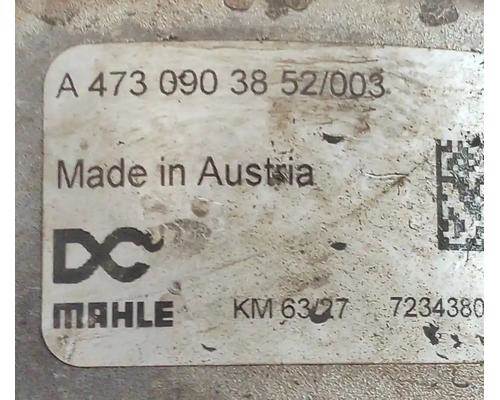 A 473 090 38 52/003
Made in Austria
DC
MAHLE KM 63/27 7234380